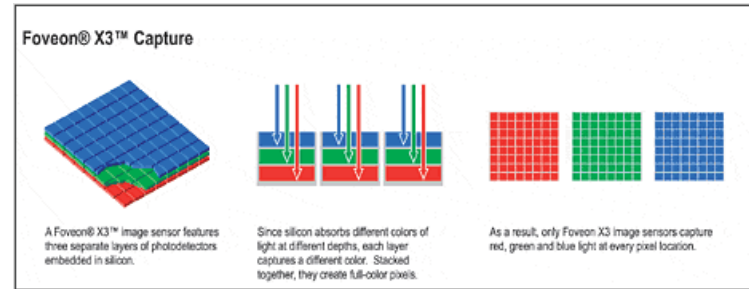 Foveon® X3™ Capture
A Foveon® X3™ image sensor features
three separate layers of photodetectors
embedded in silicon.
Since silicon absorbs different colors of
light at different depths, each layer
captures a different color. Stacked
together, they create full-color pixels.
As a result, only Foveon X3 image sensors capture
red, green and blue light at every pixel location.